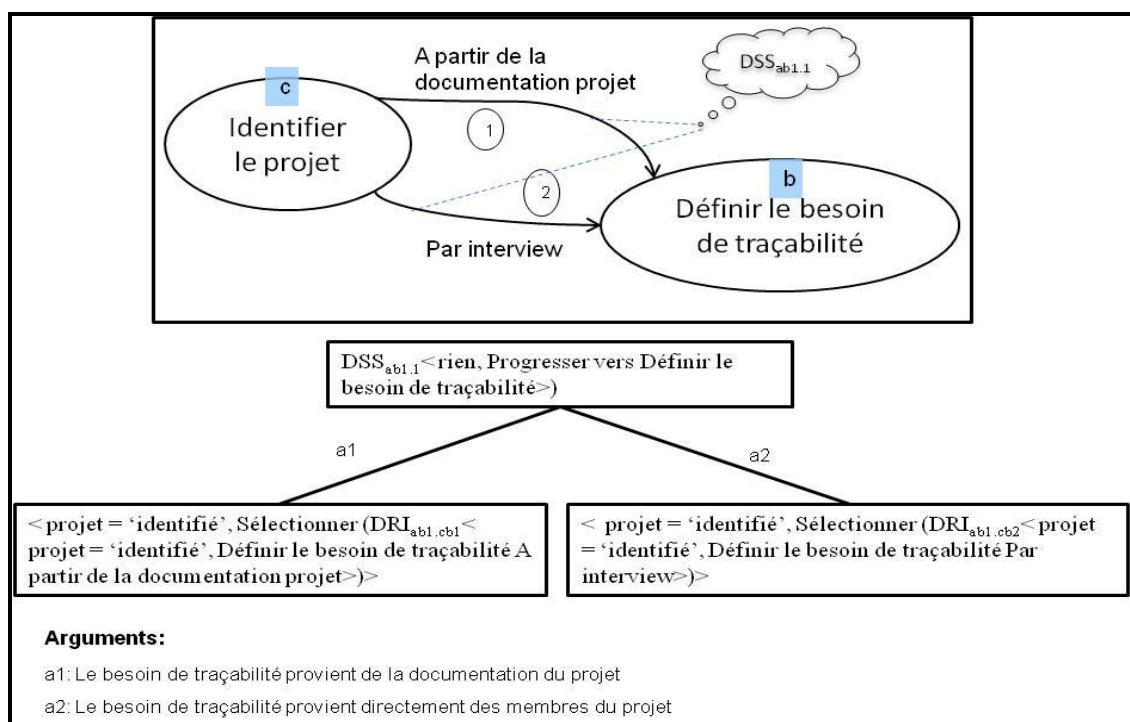 A partir de la
documentation projet
DSSab1.1
c
Identifier
le projet
1
2
b
Définir le besoin
de traçabilité
Par interview
DSSab1.1<rien, Progresser vers Définir le
besoin de traçabilité>)
a1
a2
< projet = ‘identifié’, Sélectionner (DRIab1.cb1<
projet = ‘identifié’, Définir le besoin de traçabilité A
partir de la documentation projet>)>
< projet = ‘identifié’, Sélectionner (DRIab1.cb2< projet
= ‘identifié’, Définir le besoin de traçabilité Par
interview>)>
Arguments:
a1: Le besoin de traçabilité provient de la documentation du projet
a2: Le besoin de traçabilité provient directement des membres du projet